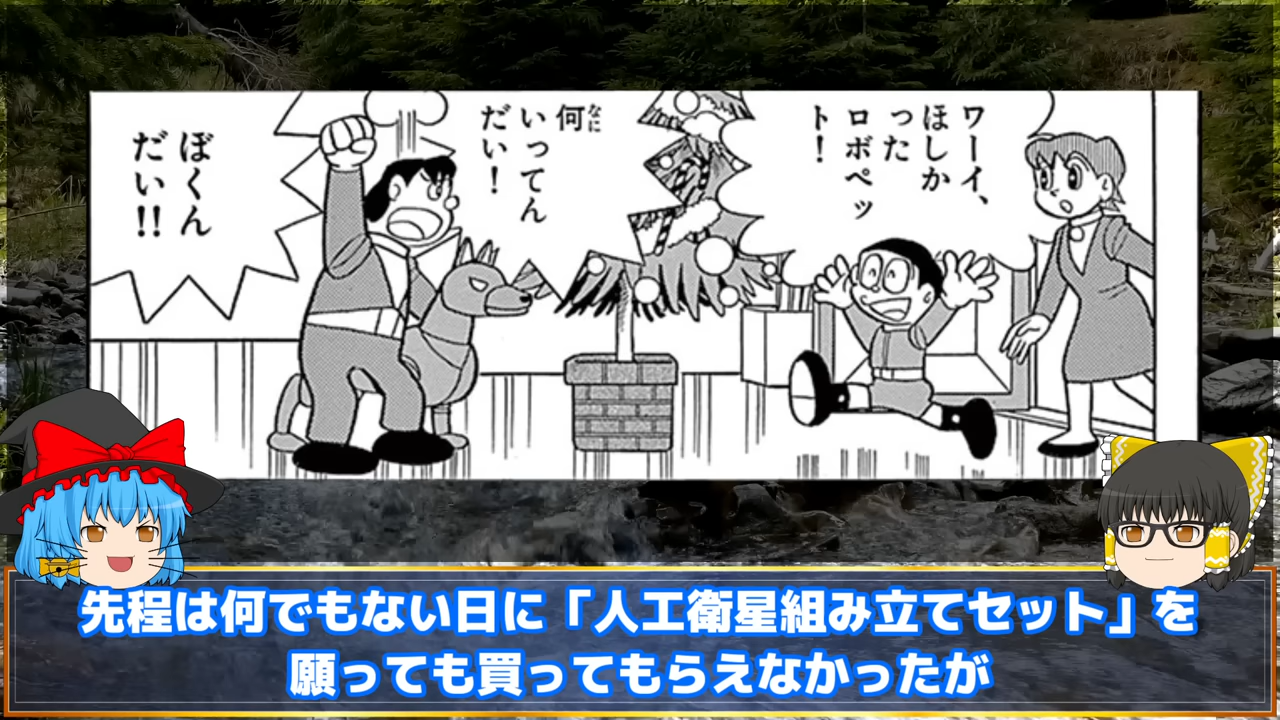 ワーイ、
ほしか
った
ロボペッ
ト！
何
なに
いってん
だい！
ぼくん
だい!!
先程は何でもない日に「人工衛星組み立てセット」を
願っても買ってもらえなかったが